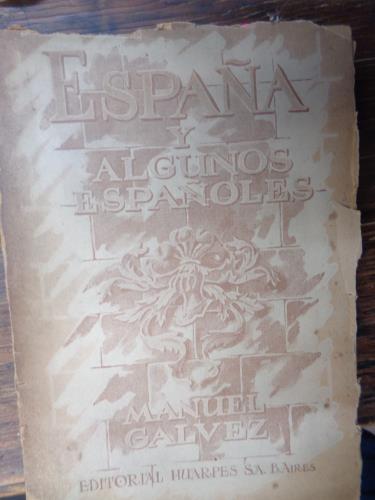 ESPAÑA
Y
ALGUNOS
ESPAÑOLES
MANUEL
GALVEZ
EDITORIAL HUARPES S.A. B.AIRES